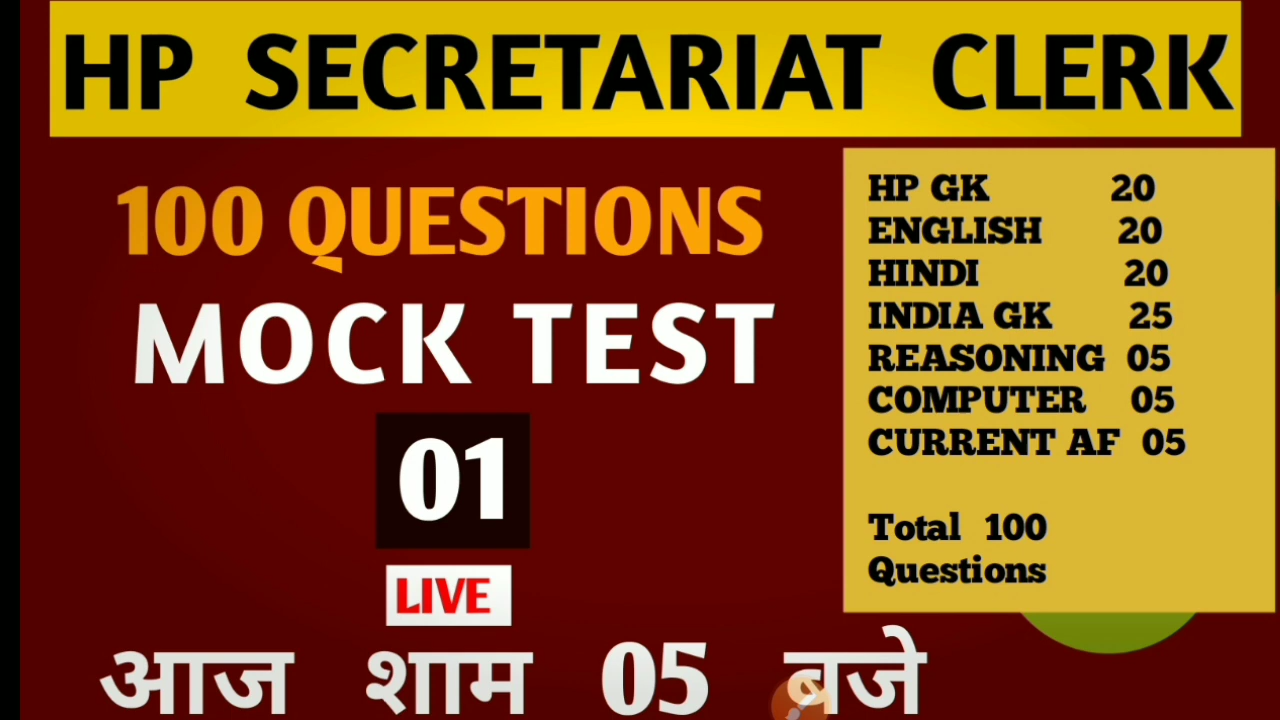 HP SECRETARIAT CLERK
100 QUESTIONS
MOCK TEST
01
LIVE
आज शाम 05 बजे
HP GK 20
ENGLISH 20
HINDI 20
INDIA GK 25
REASONING 05
COMPUTER 05
CURRENT AF 05
Total 100
Questions